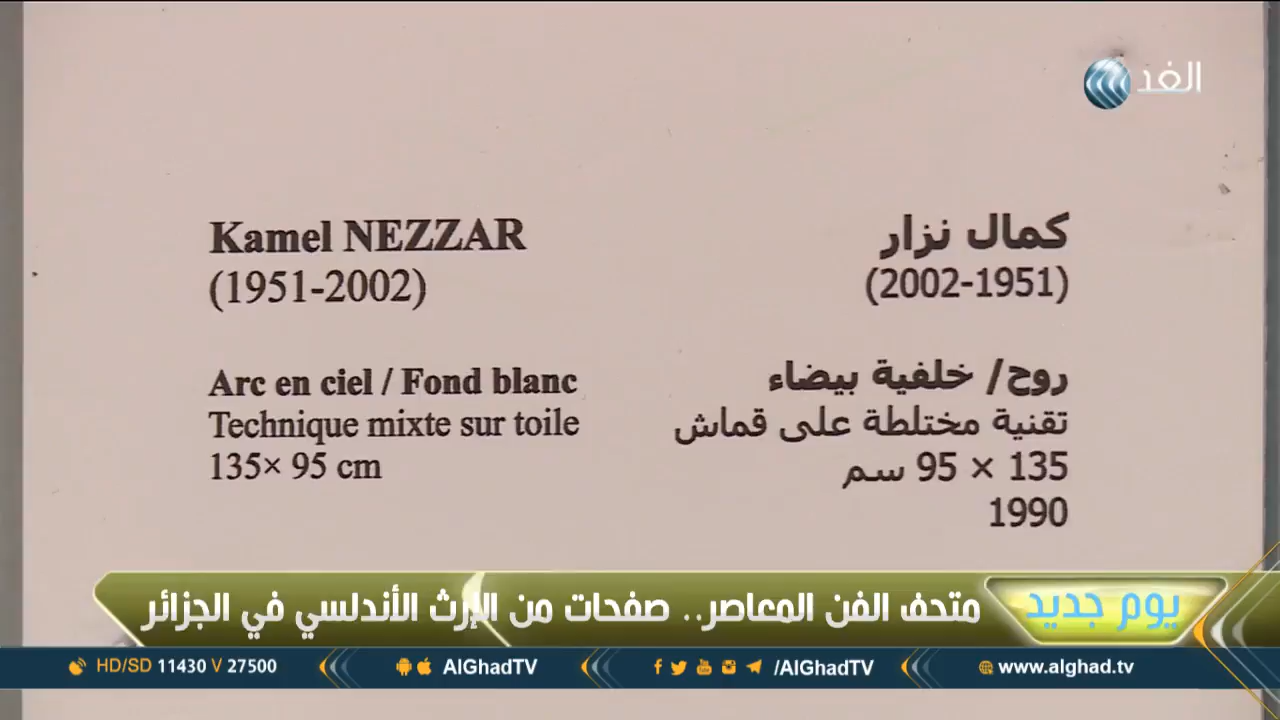 الغد
Kamel NEZZAR
(1951-2002)
Arc en ciel / Fond blanc
Technique mixte sur toile
135× 95 cm
كمال نزار
(2002-1951)
روح/ خلفية بيضاء
تقنية مختلطة على قماش
135 × 95 سم
1990
يوم جديد
متحف الفن المعاصر.. صفحات من الإرث الأندلسي في الجزائر
HD/SD 11430 V 27500
AlGhadTV
/AlGhadTV
www.alghad.tv